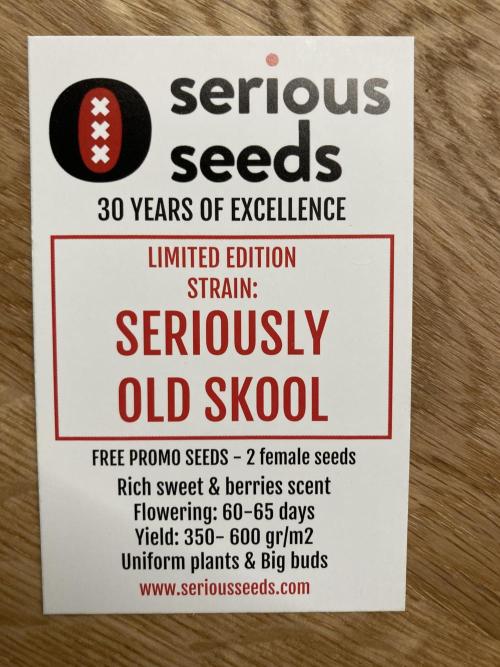 serious
seeds
30 YEARS OF EXCELLENCE
LIMITED EDITION
STRAIN:
SERIOUSLY
OLD SKOOL
FREE PROMO SEEDS – 2 female seeds
Rich sweet & berries scent
Flowering: 60-65 days
Yield: 350- 600 gr/m2
Uniform plants & Big buds
www.seriousseeds.com